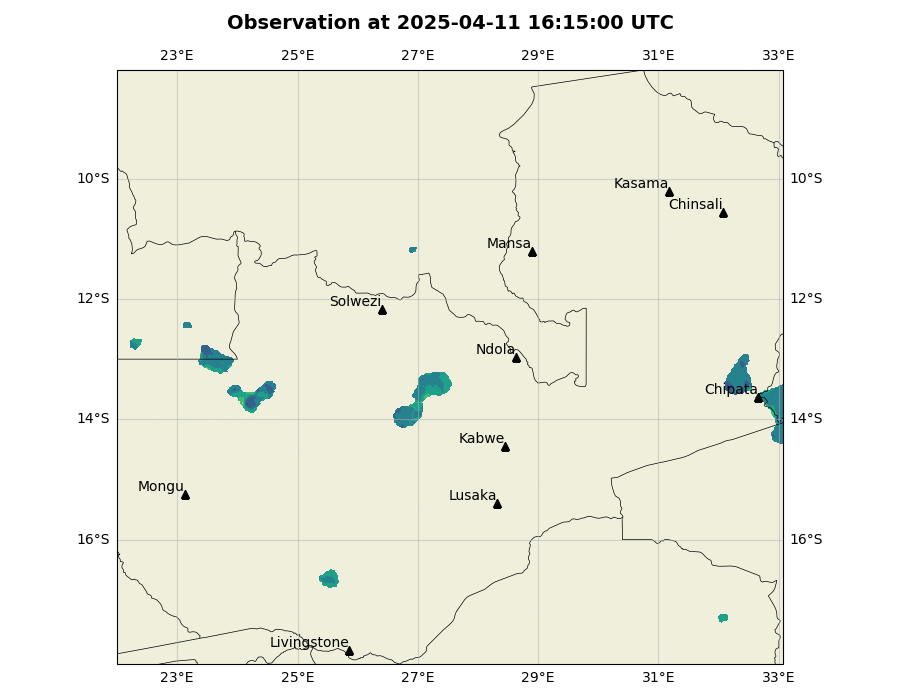 Observation at 2025-04-11 16:15:00 UTC
23°E 25°E 27°E 29°E 31°E 33°E
10°S 10°S
Kasama
Chinsali
Mansa
12°S 12°S
Solwezi
Ndola
Chipata
14°S 14°S
Kabwe
Mongu
Lusaka
16°S 16°S
Livingstone
23°E 25°E 27°E 29°E 31°E 33°E